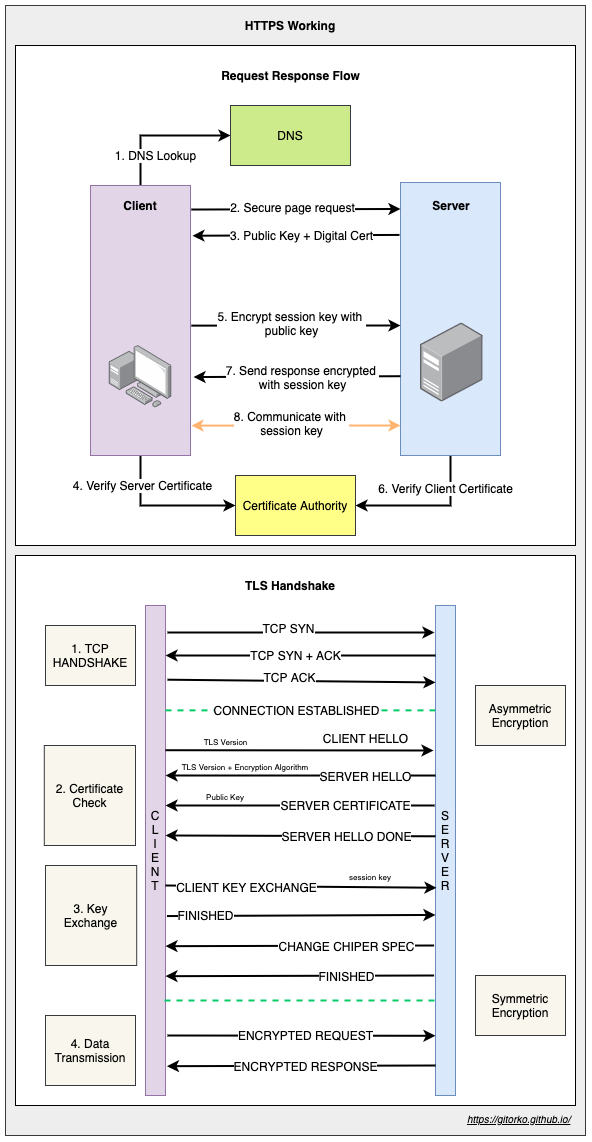 HTTPS Working
Request Response Flow
DNS
1. DNS Lookup
Client
Server
2. Secure page request
3. Public Key + Digital Cert
5. Encrypt session key with
public key
7. Send response encrypted
with session key
8. Communicate with
session key
4. Verify Server Certificate
6. Verify Client Certificate
Certificate Authority
TLS Handshake
1. TCP
HANDSHAKE
TCP SYN
TCP SYN + ACK
TCP ACK
CONNECTION ESTABLISHED
Asymmetric
Encryption
2. Certificate
Check
TLS Version
CLIENT HELLO
TLS Version + Encryption Algorithm
SERVER HELLO
Public Key
SERVER CERTIFICATE
SERVER HELLO DONE
CLIENT
SERVER
3. Key
Exchange
CLIENT KEY EXCHANGE
session key
FINISHED
CHANGE CHIPER SPEC
FINISHED
Symmetric
Encryption
4. Data
Transmission
ENCRYPTED REQUEST
ENCRYPTED RESPONSE
https://gitorko.github.io/